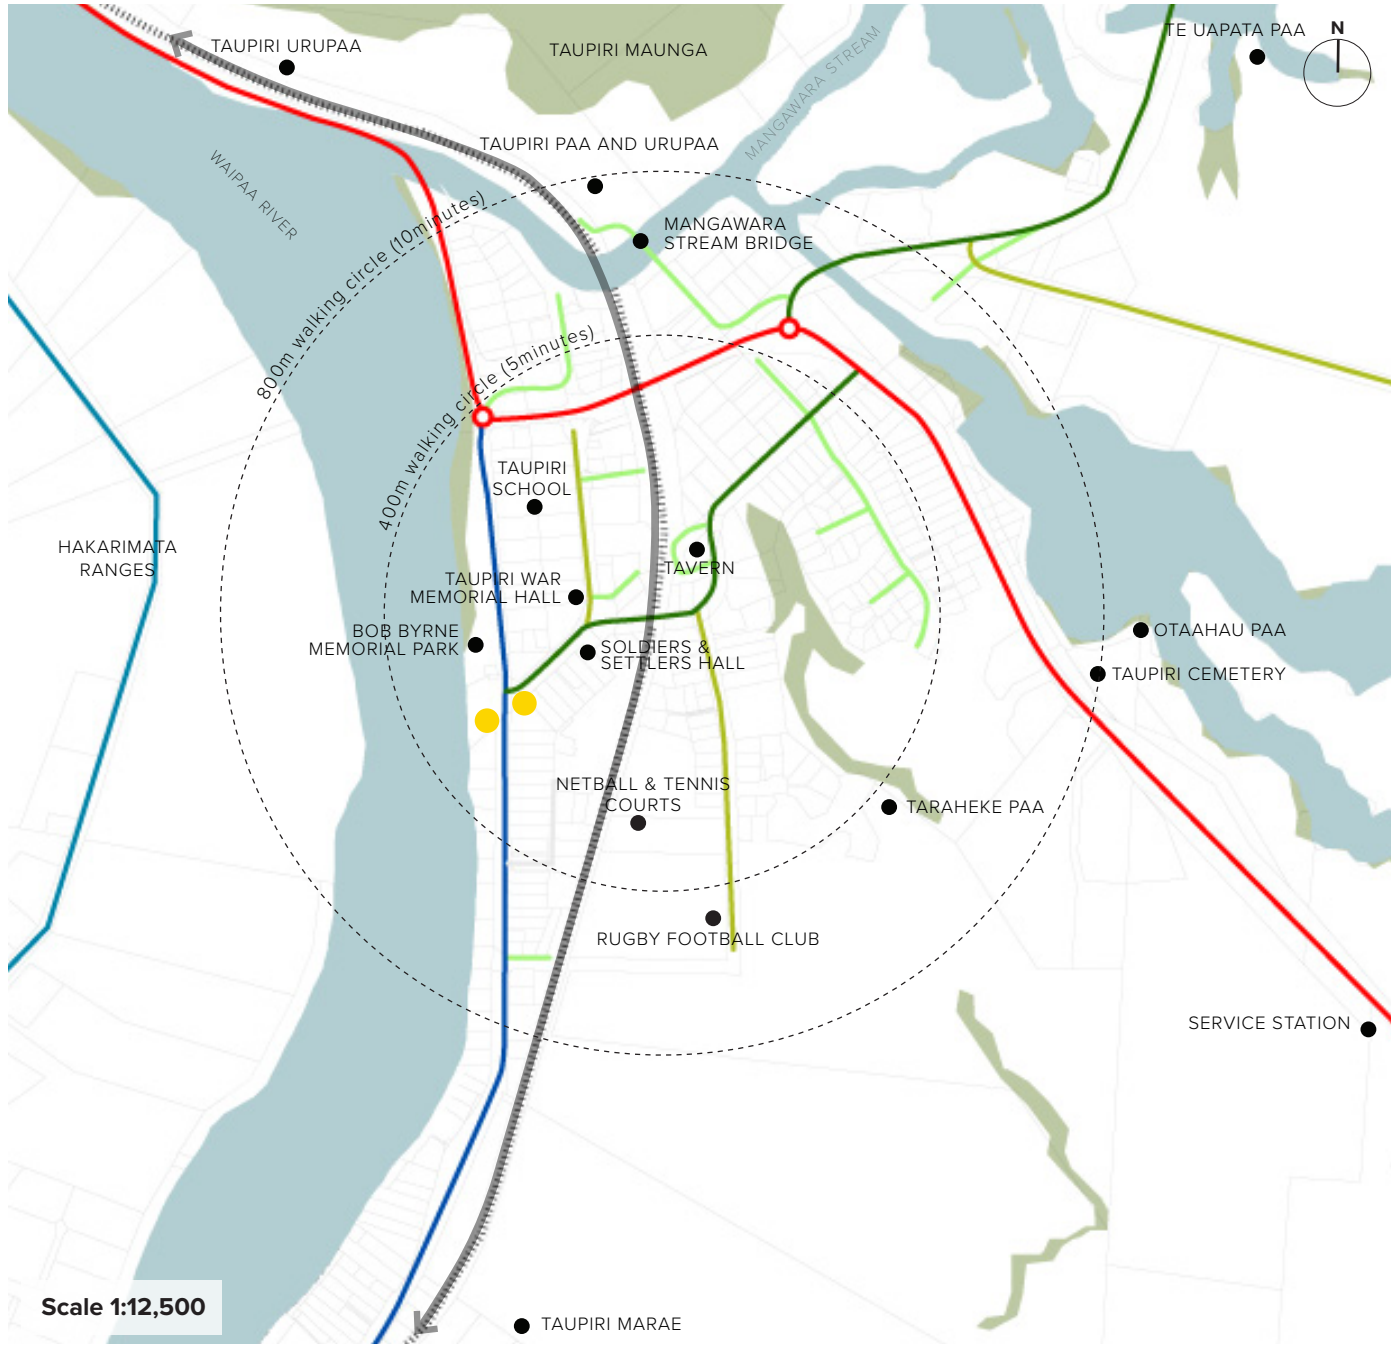 TE UAPATA PAA
N
TAUPIRI URUPAA
TAUPIRI MAUNGA
MANGAWARA STREAM
TAUPIRI PAA AND URUPAA
WAIPAA RIVER
MANGAWARA
STREAM BRIDGE
800m walking circle (10minutes)
400m walking circle (5minutes)
TAUPIRI
SCHOOL
HAKARIMATA
RANGES
TAVERN
TAUPIRI WAR
MEMORIAL HALL
BOB BYRNE
MEMORIAL PARK
SOLDIERS &
SETTLERS HALL
OTAAHAU PAA
TAUPIRI CEMETERY
NETBALL & TENNIS
COURTS
TARAHEKE PAA
RUGBY FOOTBALL CLUB
SERVICE STATION
Scale 1:12,500
TAUPIRI MARAE